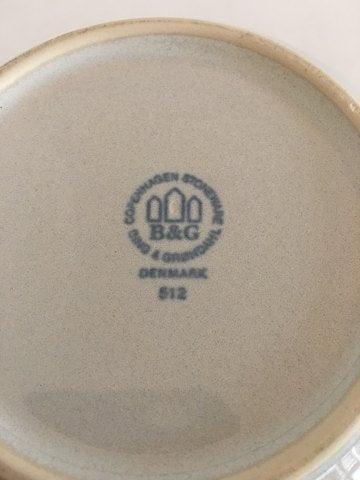 COPENHAGEN STONEWARE
B&G
BING & GRØNDAHL
DENMARK
512